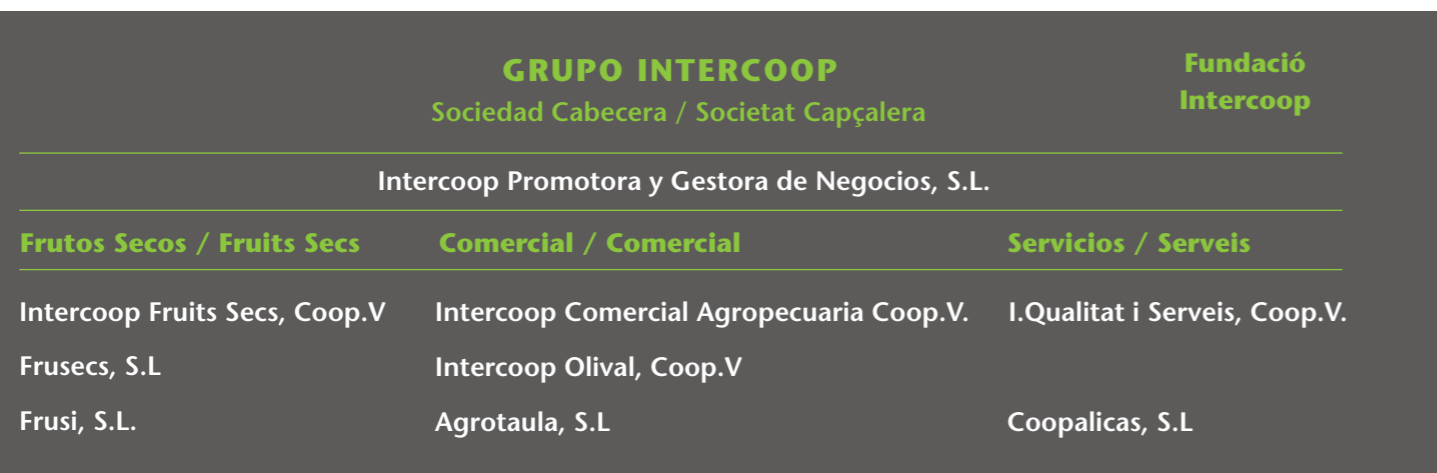 GRUPO INTERCOOP
Sociedad Cabecera / Societat Capçalera
Fundació
Intercoop
Intercoop Promotora y Gestora de Negocios, S.L.
Frutos Secos / Fruits Secs
Comercial / Comercial
Servicios / Serveis
Intercoop Fruits Secs, Coop.V
Intercoop Comercial Agropecuaria Coop.V.
I.Qualitat i Serveis, Coop.V.
Frusecs, S.L
Intercoop Olival, Coop.V
Frusi, S.L.
Agrotaula, S.L
Coopalicas, S.L